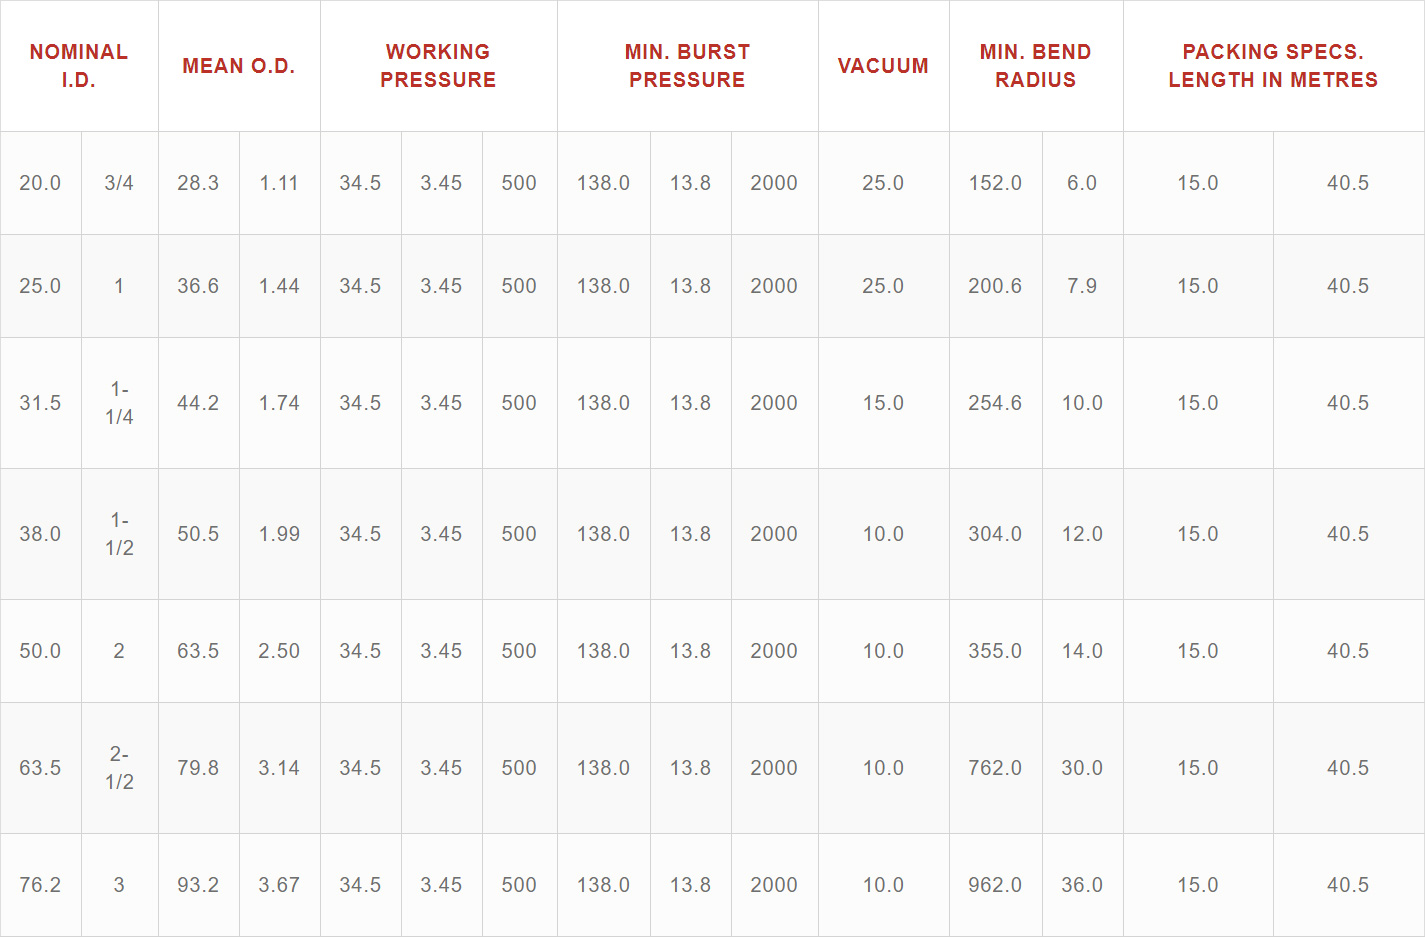 NOMINAL I.D. MEAN O.D. WORKING PRESSURE MIN. BURST PRESSURE VACUUM MIN. BEND RADIUS PACKING SPECS. LENGTH IN METRES
20.0 3/4 28.3 1.11 34.5 3.45 500 138.0 13.8 2000 25.0 152.0 6.0 15.0 40.5
25.0 1 36.6 1.44 34.5 3.45 500 138.0 13.8 2000 25.0 200.6 7.9 15.0 40.5
31.5 1-1/4 44.2 1.74 34.5 3.45 500 138.0 13.8 2000 15.0 254.6 10.0 15.0 40.5
38.0 1-1/2 50.5 1.99 34.5 3.45 500 138.0 13.8 2000 10.0 304.0 12.0 15.0 40.5
50.0 2 63.5 2.50 34.5 3.45 500 138.0 13.8 2000 10.0 355.0 14.0 15.0 40.5
63.5 2-1/2 79.8 3.14 34.5 3.45 500 138.0 13.8 2000 10.0 762.0 30.0 15.0 40.5
76.2 3 93.2 3.67 34.5 3.45 500 138.0 13.8 2000 10.0 962.0 36.0 15.0 40.5